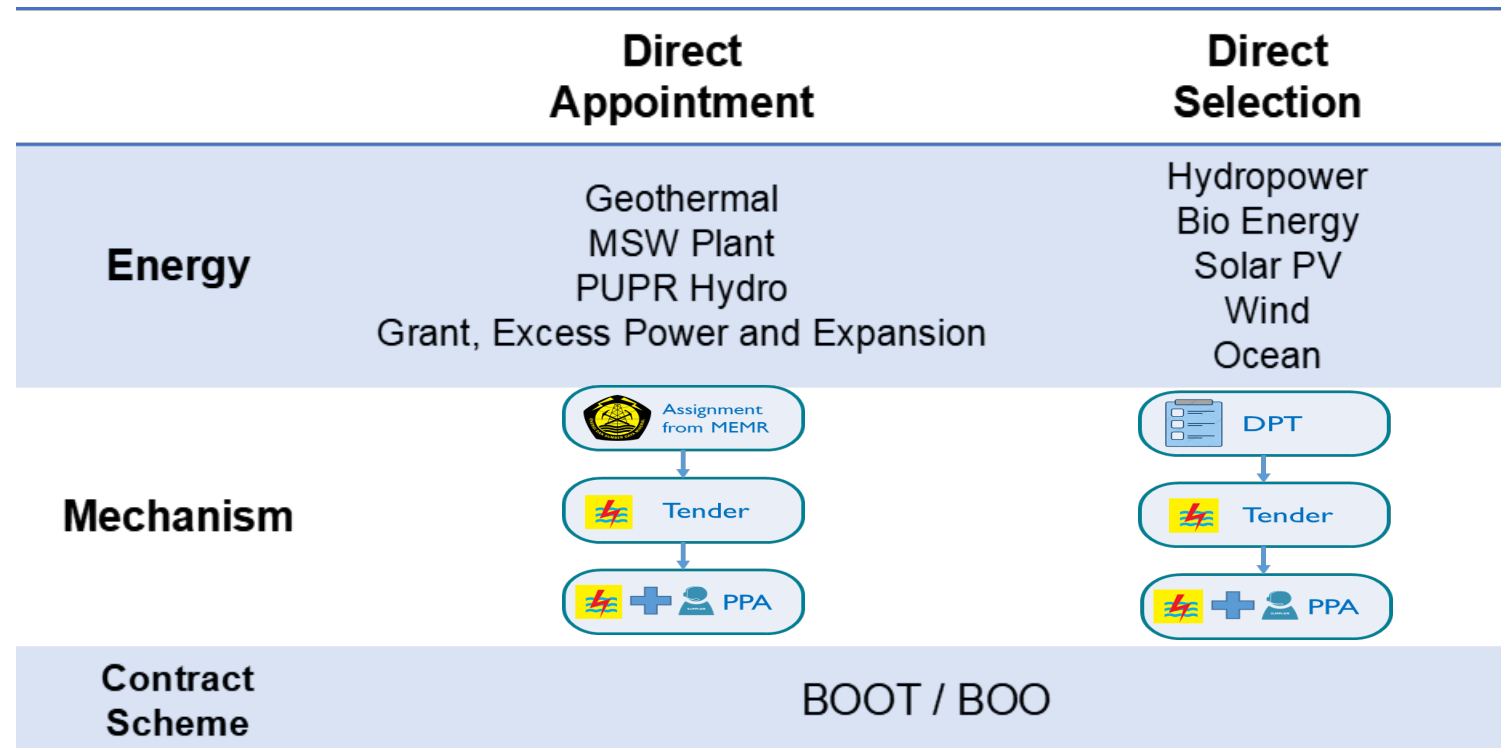 Direct
Appointment
Direct
Selection
Energy
Geothermal
MSW Plant
PUPR Hydro
Grant, Excess Power and Expansion
Hydropower
Bio Energy
Solar PV
Wind
Ocean
Mechanism
Assignment
from MEMR
Tender
PPA
DPT
Tender
PPA
Contract
Scheme
BOOT / BOO